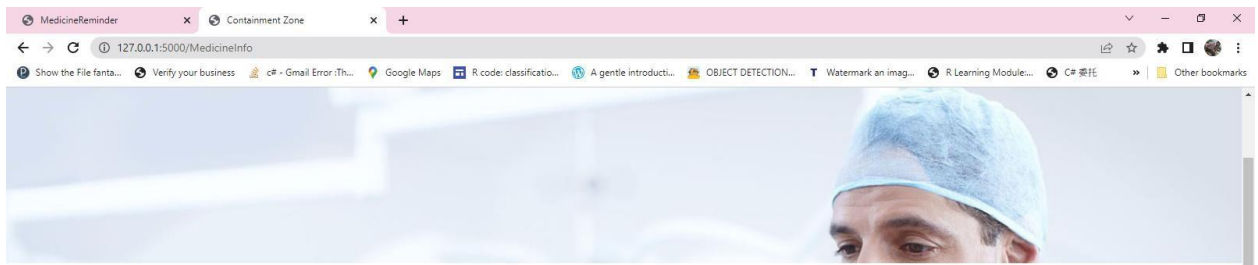 MedicineReminder
Containment Zone
127.0.0.1:5000/MedicineInfo
Show the File fanta... Verify your business c# - Gmail Error :Th... Google Maps R code: classificatio... A gentle introducti... OBJECT DETECTION... Watermark an imag... R Learning Module:... C# 委托 » Other bookmarks